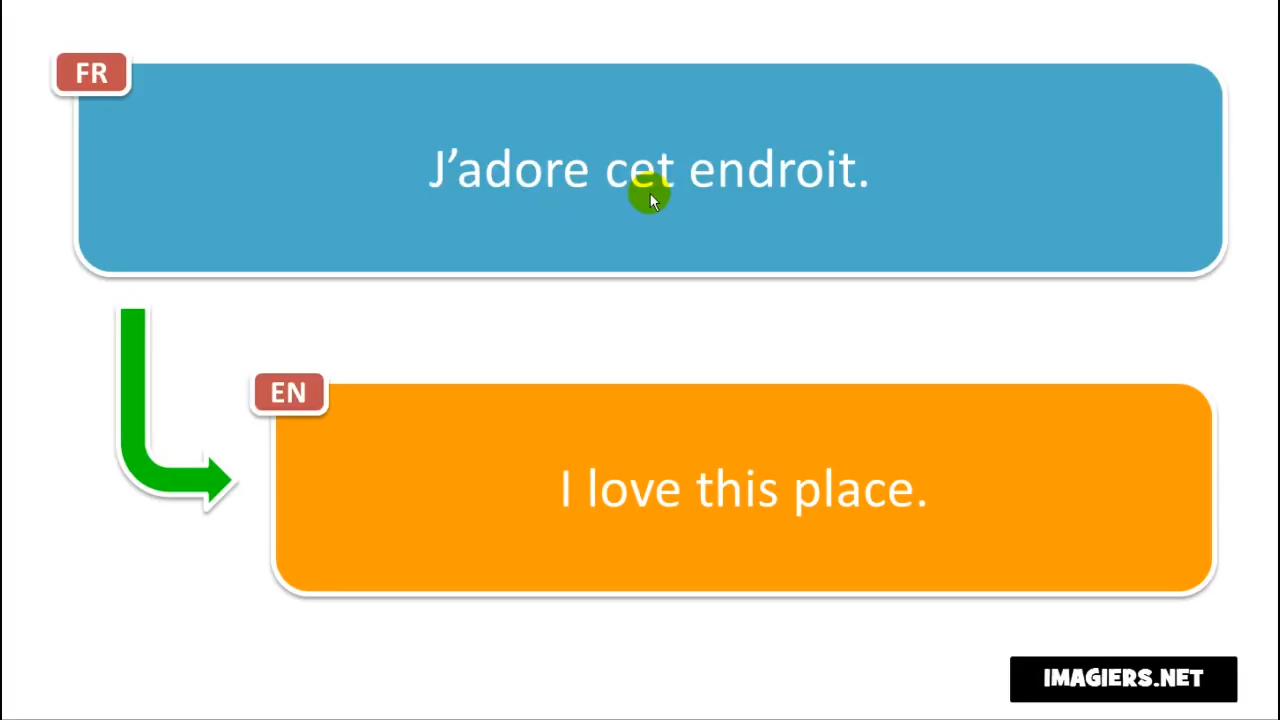 FR
J’adore cet endroit.
EN
I love this place.
IMAGIERS.NET